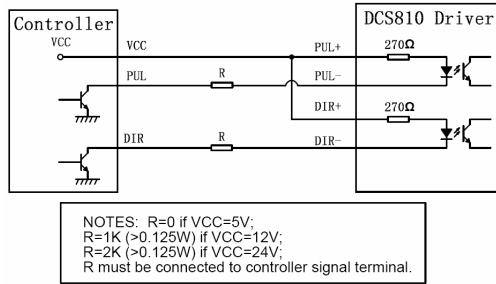 Controller
DCS810 Driver
VCC
VCC
PUL+
270Ω
PUL
R
PUL-
DIR+
270Ω
DIR
R
DIR-
NOTES: R=0 if VCC=5V;
R=1K (>0.125W) if VCC=12V;
R=2K (>0.125W) if VCC=24V;
R must be connected to controller signal terminal.